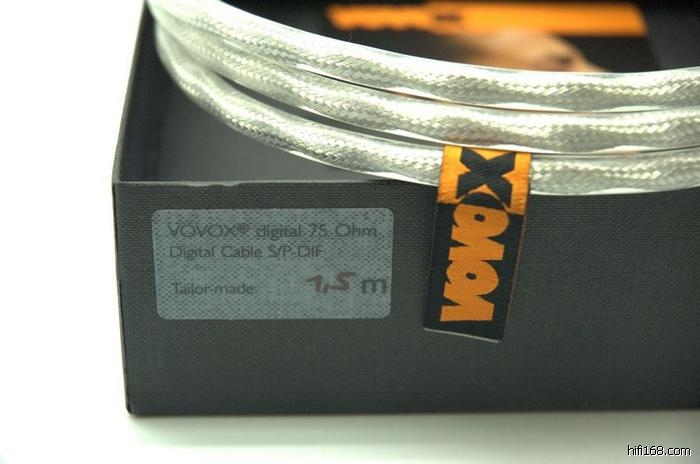 VOVOX® digital 75 Ohm
Digital Cable S/P-DIF
Tailor-made: 1,5 m
VOVOX
hifi168.com